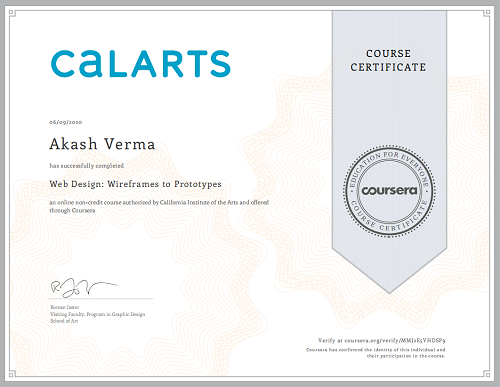 CALARTS
COURSE
CERTIFICATE
06/09/2020
Akash Verma
has successfully completed
Web Design: Wireframes to Prototypes
an online non-credit course authorized by California Institute of the Arts and offered
through Coursera
EDUCATION FOR EVERYONE
coursera
COURSE CERTIFICATE
Roman Jaster
Visiting Faculty, Program in Graphic Design
School of Art
Verify at coursera.org/verify/
Coursera has confirmed the identity of this individual and
their participation in the course.